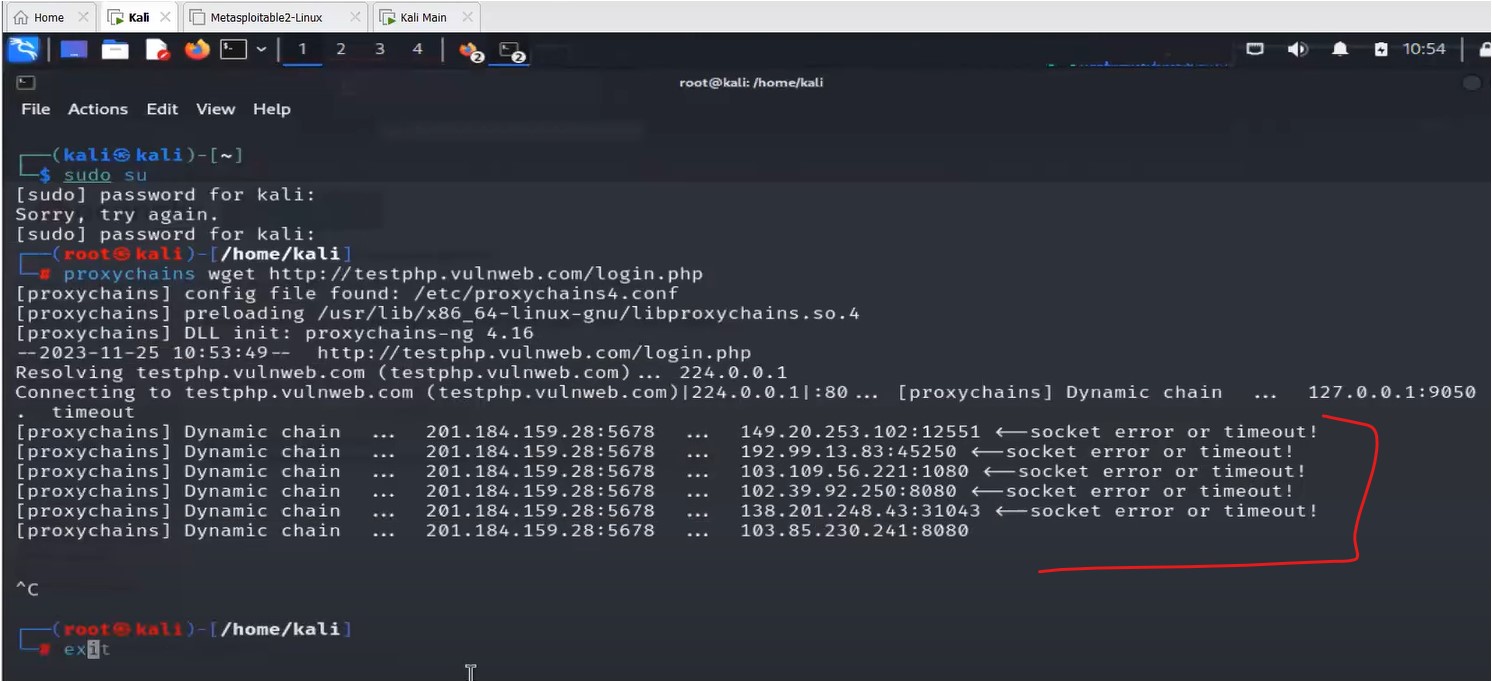 Home Kali Metasploitable2-Linux Kali Main
1 2 3 4 2 2 10:54
root@kali: /home/kali
File Actions Edit View Help
┌──(kali㉿kali)-[~]
└─$ sudo su
[sudo] password for kali:
Sorry, try again.
[sudo] password for kali:
┌──(root㉿kali)-[/home/kali]
└─# proxychains wget http://testphp.vulnweb.com/login.php
[proxychains] config file found: /etc/proxychains4.conf
[proxychains] preloading /usr/lib/x86_64-linux-gnu/libproxychains.so.4
[proxychains] DLL init: proxychains-ng 4.16
--2023-11-25 10:53:49-- http://testphp.vulnweb.com/login.php
Resolving testphp.vulnweb.com (testphp.vulnweb.com)... 224.0.0.1
Connecting to testphp.vulnweb.com (testphp.vulnweb.com)|224.0.0.1|:80... [proxychains] Dynamic chain ... 127.0.0.1:9050
. timeout
[proxychains] Dynamic chain ... 201.184.159.28:5678 ... 149.20.253.102:12551 <--socket error or timeout!
[proxychains] Dynamic chain ... 201.184.159.28:5678 ... 192.99.13.83:45250 <--socket error or timeout!
[proxychains] Dynamic chain ... 201.184.159.28:5678 ... 103.109.56.221:1080 <--socket error or timeout!
[proxychains] Dynamic chain ... 201.184.159.28:5678 ... 102.39.92.250:8080 <--socket error or timeout!
[proxychains] Dynamic chain ... 201.184.159.28:5678 ... 138.201.248.43:31043 <--socket error or timeout!
[proxychains] Dynamic chain ... 201.184.159.28:5678 ... 103.85.230.241:8080
^C
┌──(root㉿kali)-[/home/kali]
└─# exit